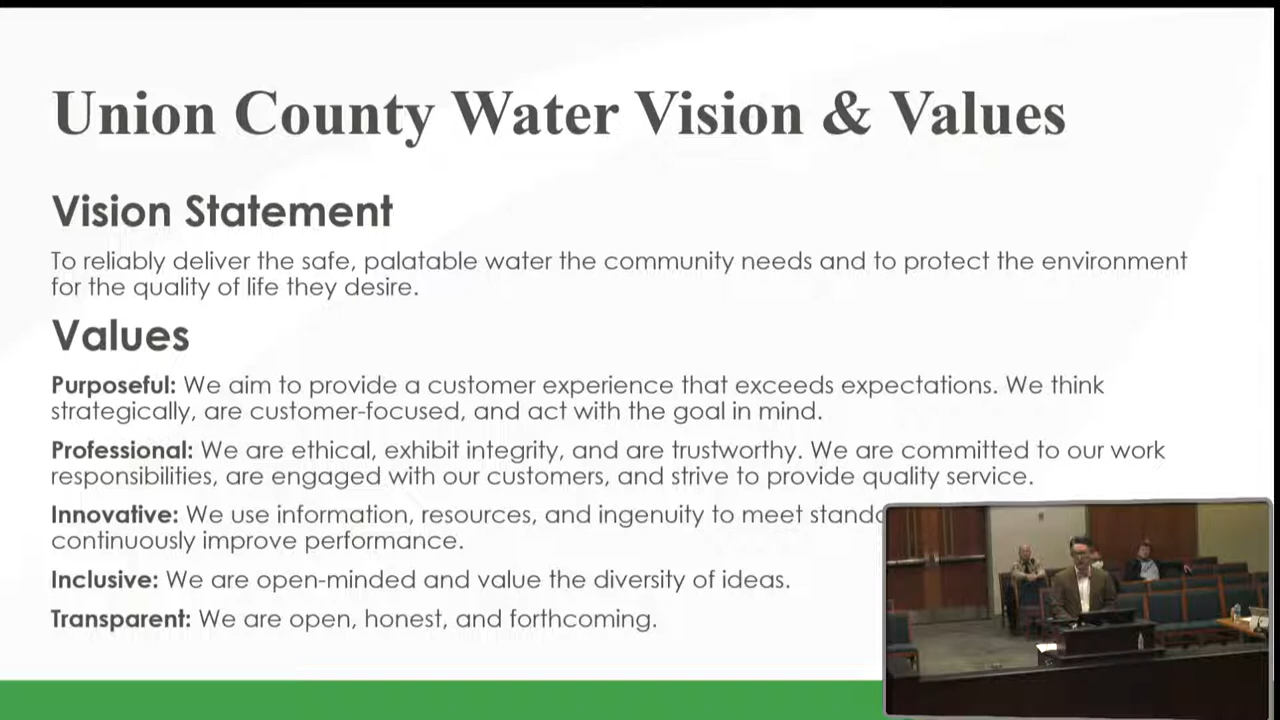 Union County Water Vision & Values
Vision Statement
To reliably deliver the safe, palatable water the community needs and to protect the environment
for the quality of life they desire.
Values
Purposeful: We aim to provide a customer experience that exceeds expectations. We think
strategically, are customer-focused, and act with the goal in mind.
Professional: We are ethical, exhibit integrity, and are trustworthy. We are committed to our work
responsibilities, are engaged with our customers, and strive to provide quality service.
Innovative: We use information, resources, and ingenuity to meet
continuously improve performance.
Inclusive: We are open-minded and value the diversity of ideas.
Transparent: We are open, honest, and forthcoming.